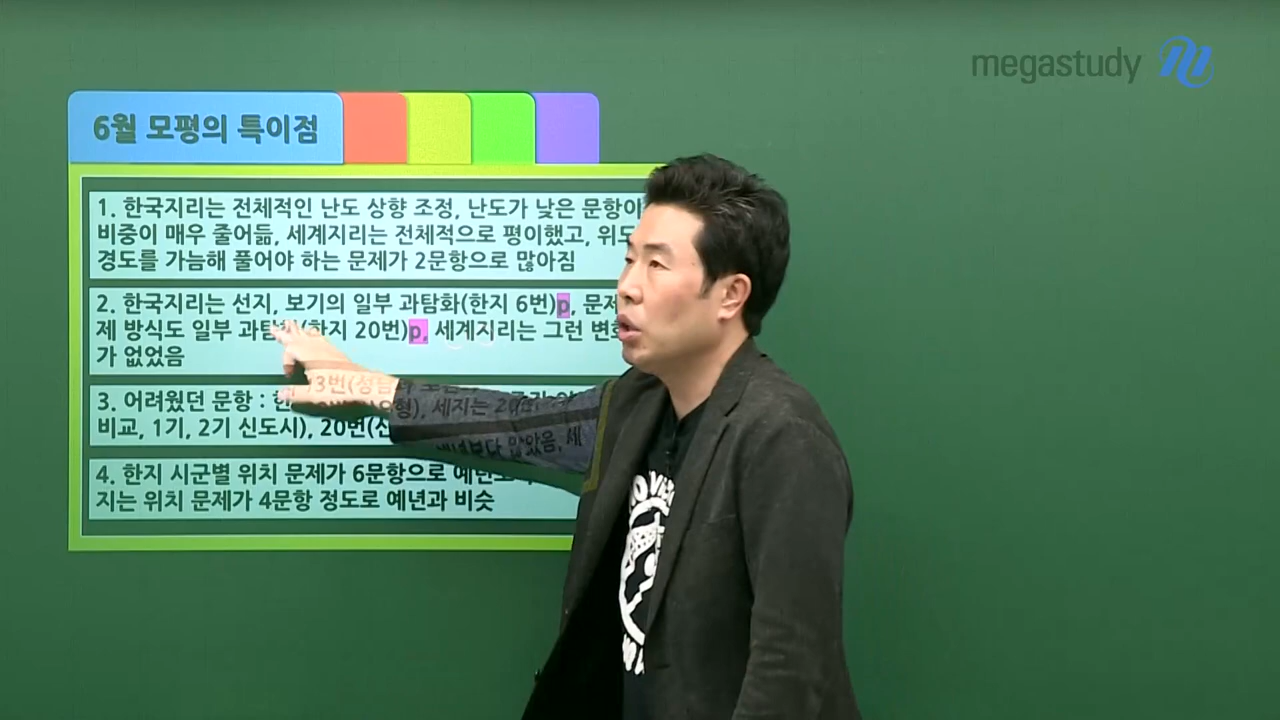 megastudy
6월 모평의 특이점
1. 한국지리는 전체적인 난도 상향 조정, 난도가 낮은 문항이
비중이 매우 줄어듦, 세계지리는 전체적으로 평이했고, 위도
경도를 가늠해 풀어야 하는 문제가 2문항으로 많아짐
2. 한국지리는 선지, 보기의 일부 과탐화(한지 6번)p, 문제
제 방식도 일부 (한지 20번)p, 세계지리는 그런 변화
가 없었음
3. 어려웠던 문항 : 13번
비교, 1기, 2기 신도시), 20번 세지는
4. 한지 시군별 위치 문제가 6문항으로 예년보다 많았음, 세
지는 위치 문제가 4문항 정도로 예년과 비슷